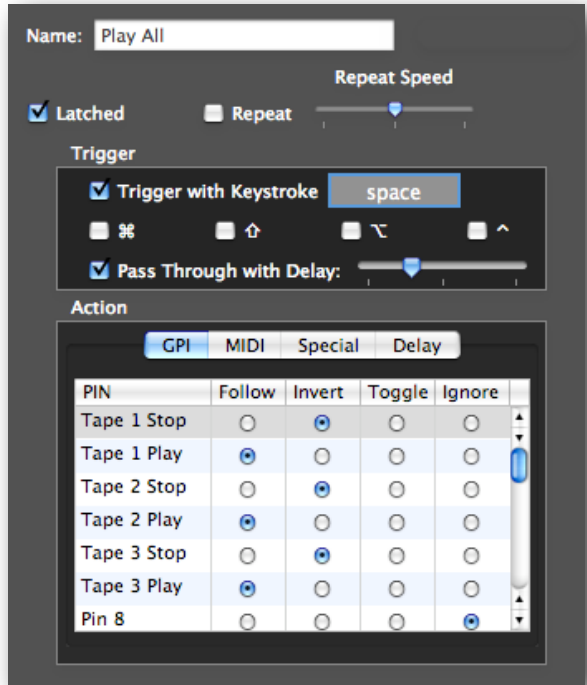 Name: Play All
Repeat Speed
Latched Repeat
Trigger
Trigger with Keystroke space
⌘ ⇧ ⌥ ^
Pass Through with Delay:
Action
GPI MIDI Special Delay
PIN Follow Invert Toggle Ignore
Tape 1 Stop
Tape 1 Play
Tape 2 Stop
Tape 2 Play
Tape 3 Stop
Tape 3 Play
Pin 8